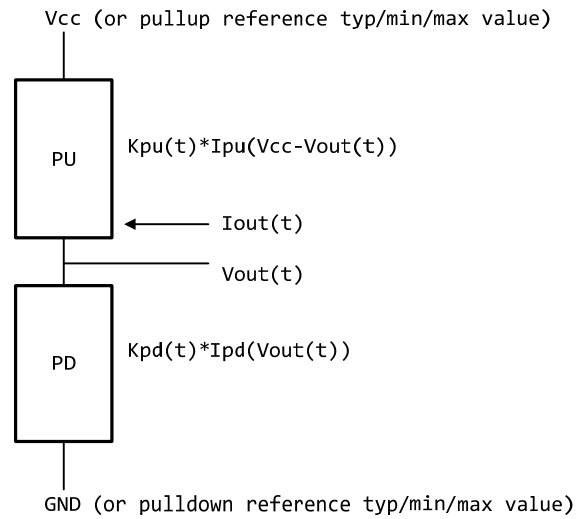 Vcc (or pullup reference typ/min/max value)
PU
Kpu(t)*Ipu(Vcc-Vout(t))
Iout(t)
Vout(t)
PD
Kpd(t)*Ipd(Vout(t))
GND (or pulldown reference typ/min/max value)